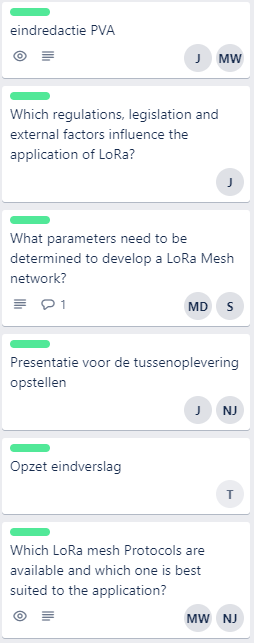 eindredactie PVA
J MW
Which regulations, legislation and
external factors influence the
application of LoRa?
J
What parameters need to be
determined to develop a LoRa Mesh
network?
1 MD S
Presentatie voor de tussenoplevering
opstellen
J NJ
Opzet eindverslag
T
Which LoRa mesh Protocols are
available and which one is best
suited to the application?
MW NJ